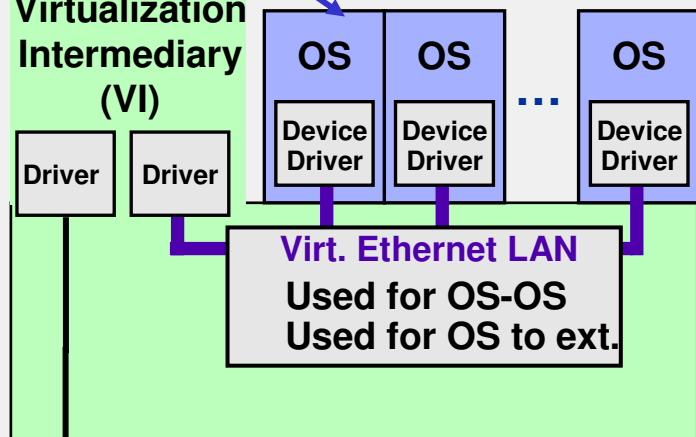 Virtualization
Intermediary
(VI)
OS
OS
...
OS
Driver
Driver
Device
Driver
Device
Driver
Device
Driver
Virt. Ethernet LAN
Used for OS-OS
Used for OS to ext.